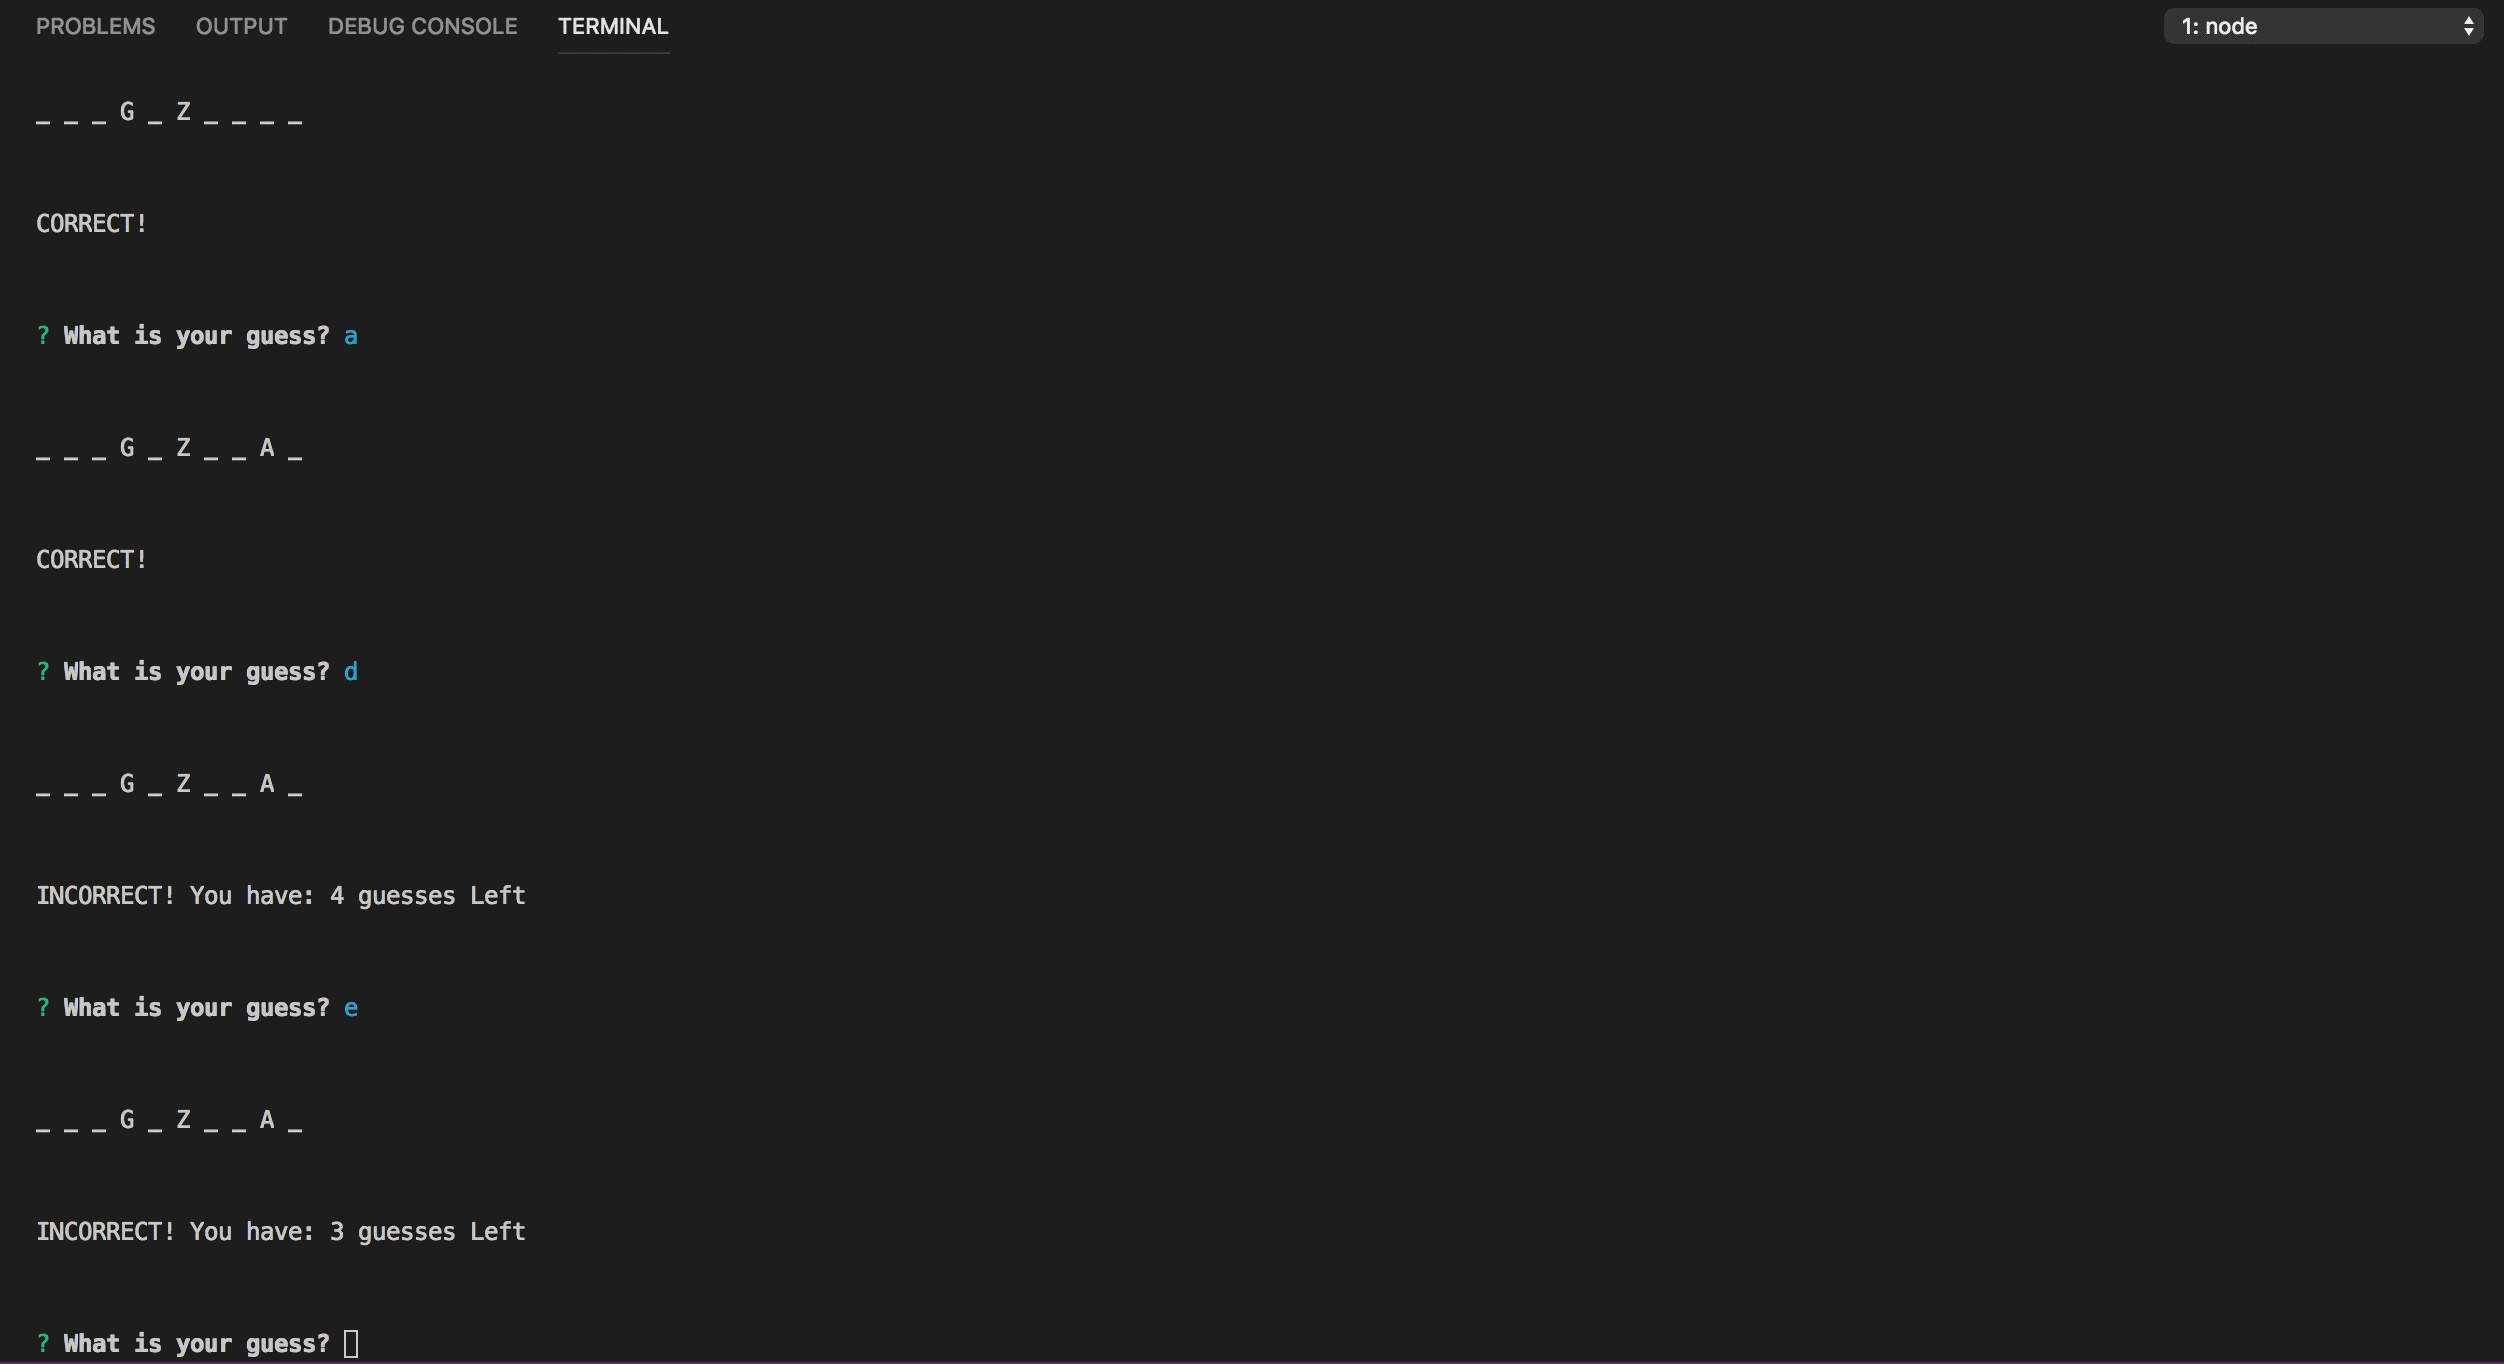 PROBLEMS OUTPUT DEBUG CONSOLE TERMINAL 1: node
_ _ _ G _ Z _ _ _ _
CORRECT!
? What is your guess? a
_ _ _ G _ Z _ _ A _
CORRECT!
? What is your guess? d
_ _ _ G _ Z _ _ A _
INCORRECT! You have: 4 guesses Left
? What is your guess? e
_ _ _ G _ Z _ _ A _
INCORRECT! You have: 3 guesses Left
? What is your guess?